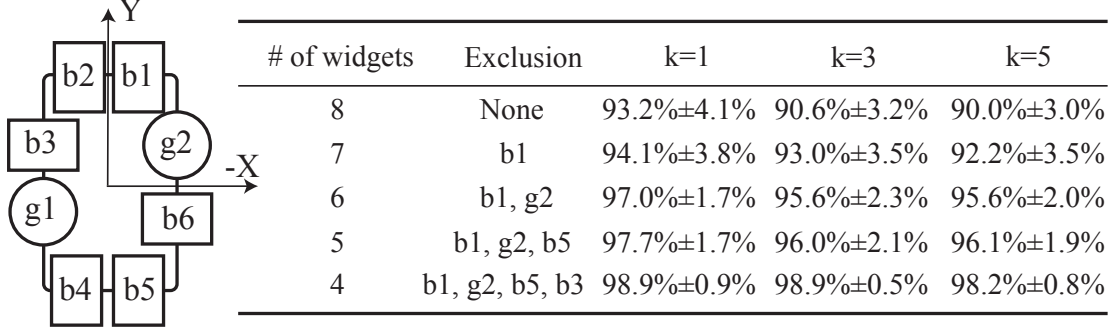 Y
b2 b1
b3 g2
-X
g1 b6
b4 b5
# of widgets Exclusion k=1 k=3 k=5
8 None 93.2%±4.1% 90.6%±3.2% 90.0%±3.0%
7 b1 94.1%±3.8% 93.0%±3.5% 92.2%±3.5%
6 b1, g2 97.0%±1.7% 95.6%±2.3% 95.6%±2.0%
5 b1, g2, b5 97.7%±1.7% 96.0%±2.1% 96.1%±1.9%
4 b1, g2, b5, b3 98.9%±0.9% 98.9%±0.5% 98.2%±0.8%